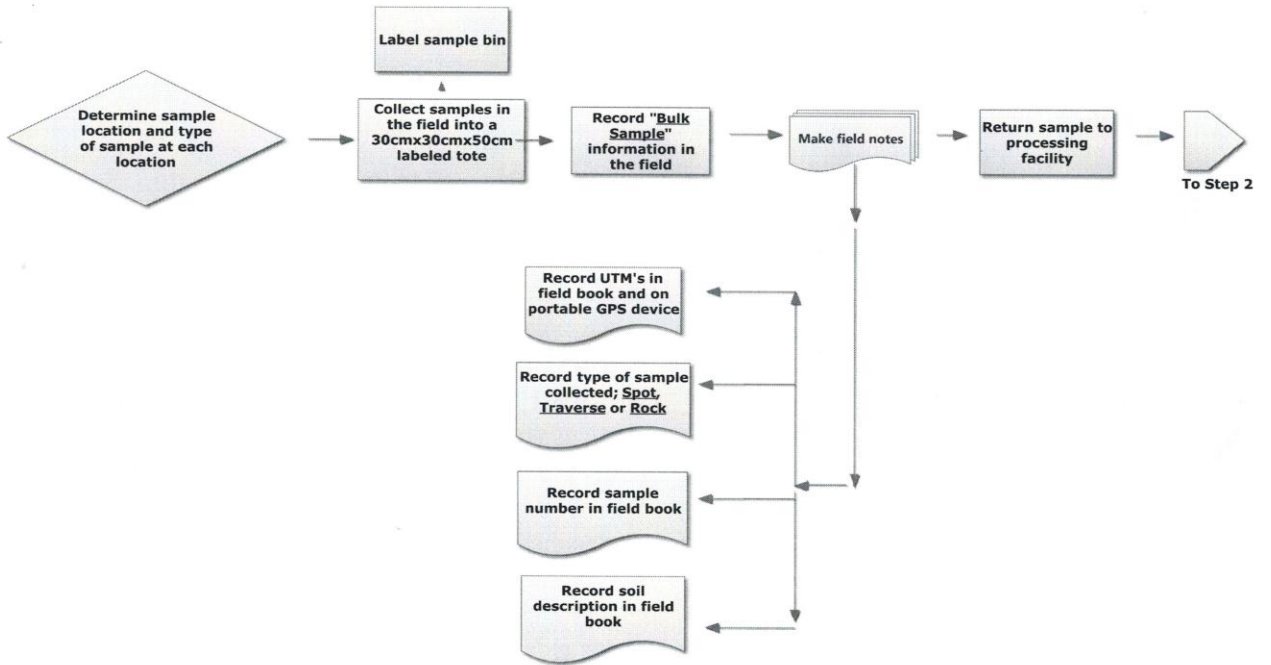 Label sample bin
Determine sample
location and type
of sample at each
location
Collect samples in
the field into a
30cmx30cmx50cm
labeled tote
Record "Bulk
Sample"
information in
the field
Make field notes
Return sample to
processing
facility
To Step 2
Record UTM's in
field book and on
portable GPS device
Record type of sample
collected; Spot,
Traverse or Rock
Record sample
number in field book
Record soil
description in field
book